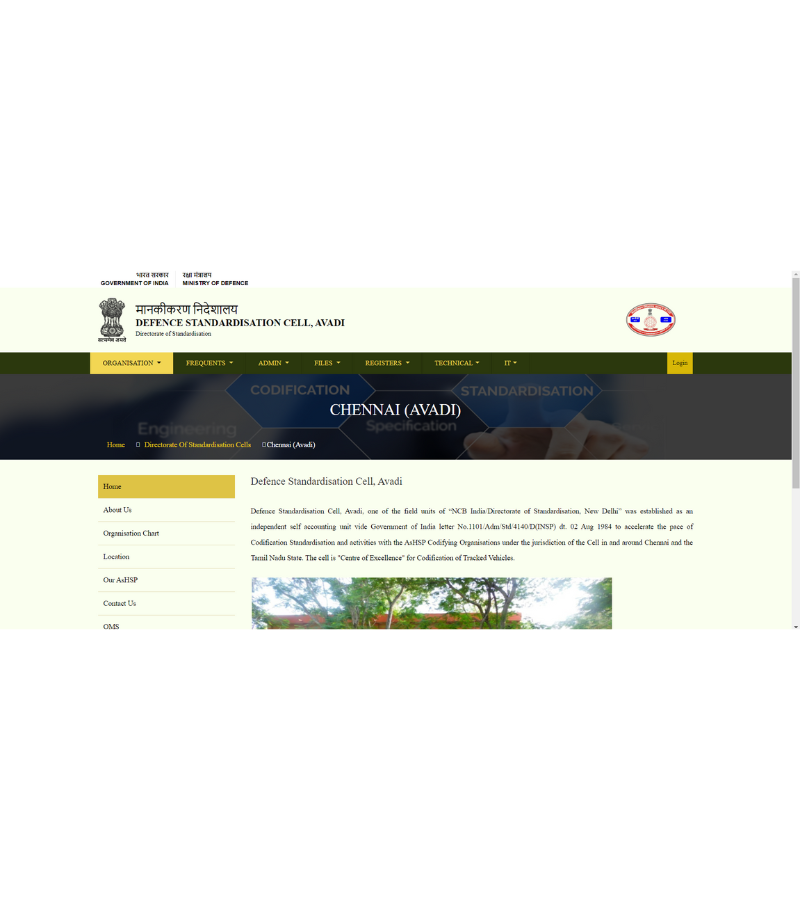 भारत सरकार
GOVERNMENT OF INDIA
रक्षा मंत्रालय
MINISTRY OF DEFENCE
सत्यमेव जयते
मानकीकरण निदेशालय
DEFENCE STANDARDISATION CELL, AVADI
Directorate of Standardisation
ORGANISATION
FREQUENTS
ADMIN
FILES
REGISTERS
TECHNICAL
IT
Login
CODIFICATION
STANDARDISATION
CHENNAI (AVADI)
Engineering
Specification
Home
Directorate Of Standardisation Cells
Chennai (Avadi)
Home
About Us
Organisation Chart
Location
Our AsHSP
Contact Us
OMS
Defence Standardisation Cell, Avadi
Defence Standardisation Cell, Avadi, one of the field units of “NCB India/Directorate of Standardisation, New Delhi” was established as an
independent self accounting unit vide Government of India letter No.1101/Adm/Std/4140/D(INSP) dt. 02 Aug 1984 to accelerate the pace of
Codification Standardisation and activities with the AsHSP Codifying Organisations under the jurisdiction of the Cell in and around Chennai and the
Tamil Nadu State. The cell is "Centre of Excellence" for Codification of Tracked Vehicles.